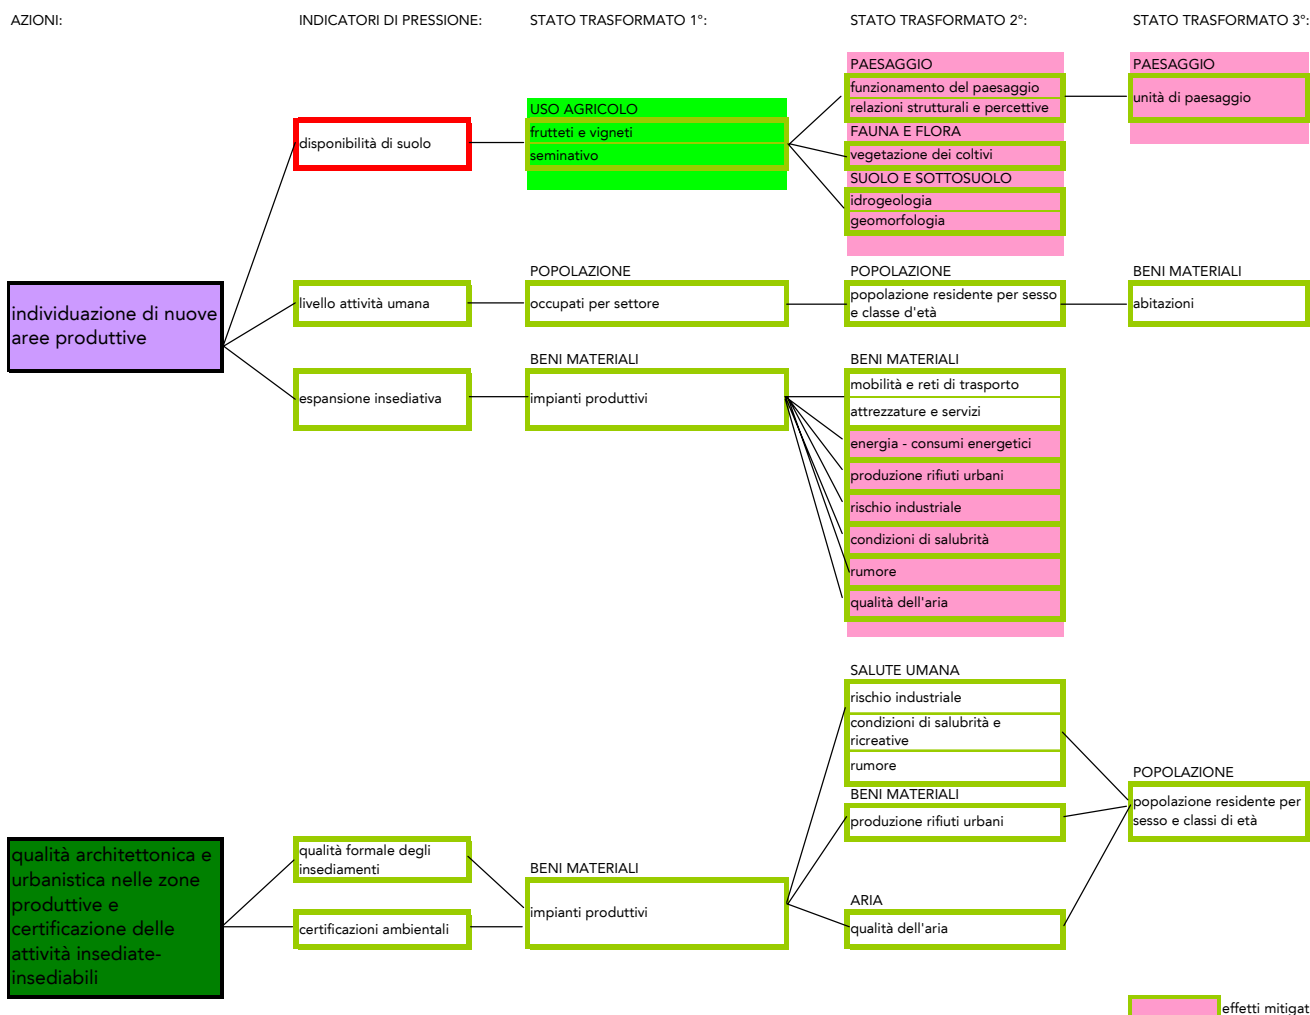 AZIONI:
INDICATORI DI PRESSIONE:
STATO TRASFORMATO 1°:
STATO TRASFORMATO 2°:
STATO TRASFORMATO 3°:
individuazione di nuove
aree produttive
disponibilità di suolo
USO AGRICOLO
frutteti e vigneti
seminativo
PAESAGGIO
funzionamento del paesaggio
relazioni strutturali e percettive
FAUNA E FLORA
vegetazione dei coltivi
SUOLO E SOTTOSUOLO
idrogeologia
geomorfologia
PAESAGGIO
unità di paesaggio
livello attività umana
POPOLAZIONE
occupati per settore
POPOLAZIONE
popolazione residente per sesso
e classe d'età
BENI MATERIALI
abitazioni
espansione insediativa
BENI MATERIALI
impianti produttivi
BENI MATERIALI
mobilità e reti di trasporto
attrezzature e servizi
energia - consumi energetici
produzione rifiuti urbani
rischio industriale
condizioni di salubrità
rumore
qualità dell'aria
qualità architettonica e
urbanistica nelle zone
produttive e
certificazione delle
attività insediate-
insediabili
qualità formale degli
insediamenti
certificazioni ambientali
BENI MATERIALI
impianti produttivi
SALUTE UMANA
rischio industriale
condizioni di salubrità e
ricreative
rumore
BENI MATERIALI
produzione rifiuti urbani
ARIA
qualità dell'aria
POPOLAZIONE
popolazione residente per
sesso e classi di età
effetti mitigat